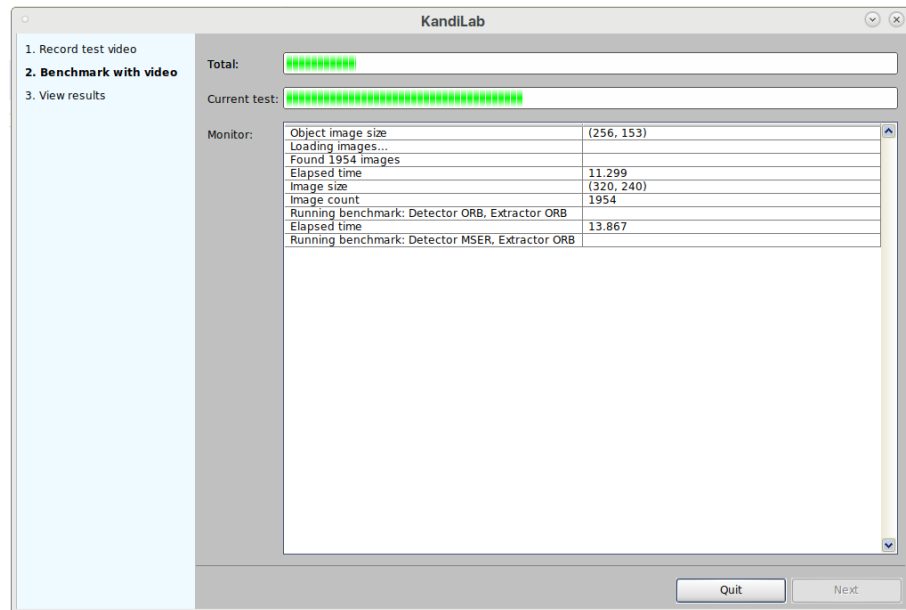 KandiLab
1. Record test video
2. Benchmark with video
3. View results
Total:
Current test:
Monitor:
Object image size (256, 153)
Loading images...
Found 1954 images
Elapsed time 11.299
Image size (320, 240)
Image count 1954
Running benchmark: Detector ORB, Extractor ORB
Elapsed time 13.867
Running benchmark: Detector MSER, Extractor ORB
Quit Next